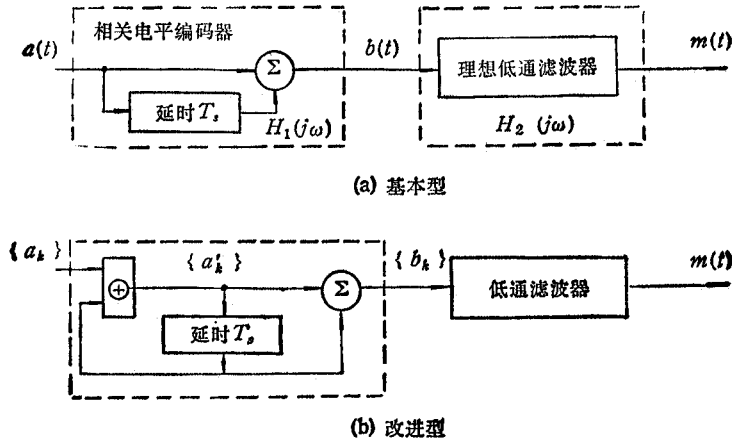 相关电平编码器
a(t)
Σ
b(t)
理想低通滤波器
m(t)
延时 Tₛ
H₁(jω)
H₂ (jω)
(a) 基本型
{ aₖ }
{ a′ₖ }
{ bₖ }
m(t)
⊕
Σ
低通滤波器
延时 Tₛ
(b) 改进型